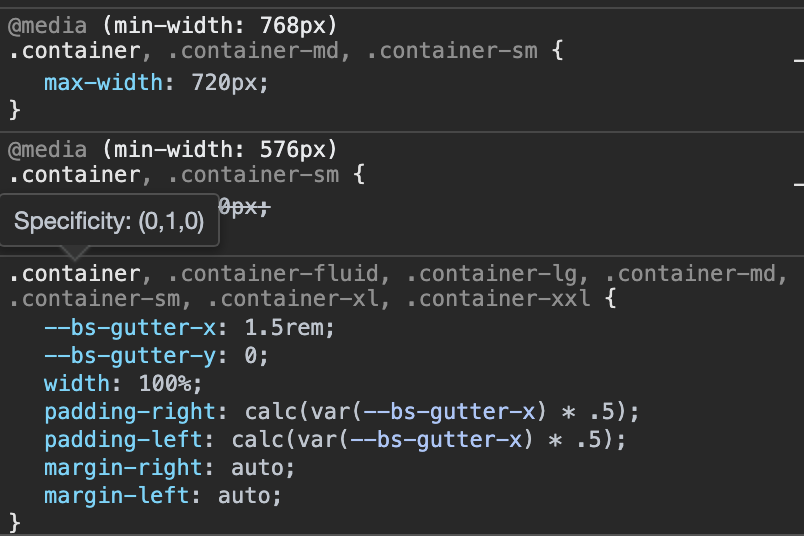 @media (min-width: 768px)
.container, .container-md, .container-sm {
max-width: 720px;
}
@media (min-width: 576px)
.container, .container-sm {
0px;
Specificity: (0,1,0)
.container, .container-fluid, .container-lg, .container-md,
.container-sm, .container-xl, .container-xxl {
--bs-gutter-x: 1.5rem;
--bs-gutter-y: 0;
width: 100%;
padding-right: calc(var(--bs-gutter-x) * .5);
padding-left: calc(var(--bs-gutter-x) * .5);
margin-right: auto;
margin-left: auto;
}